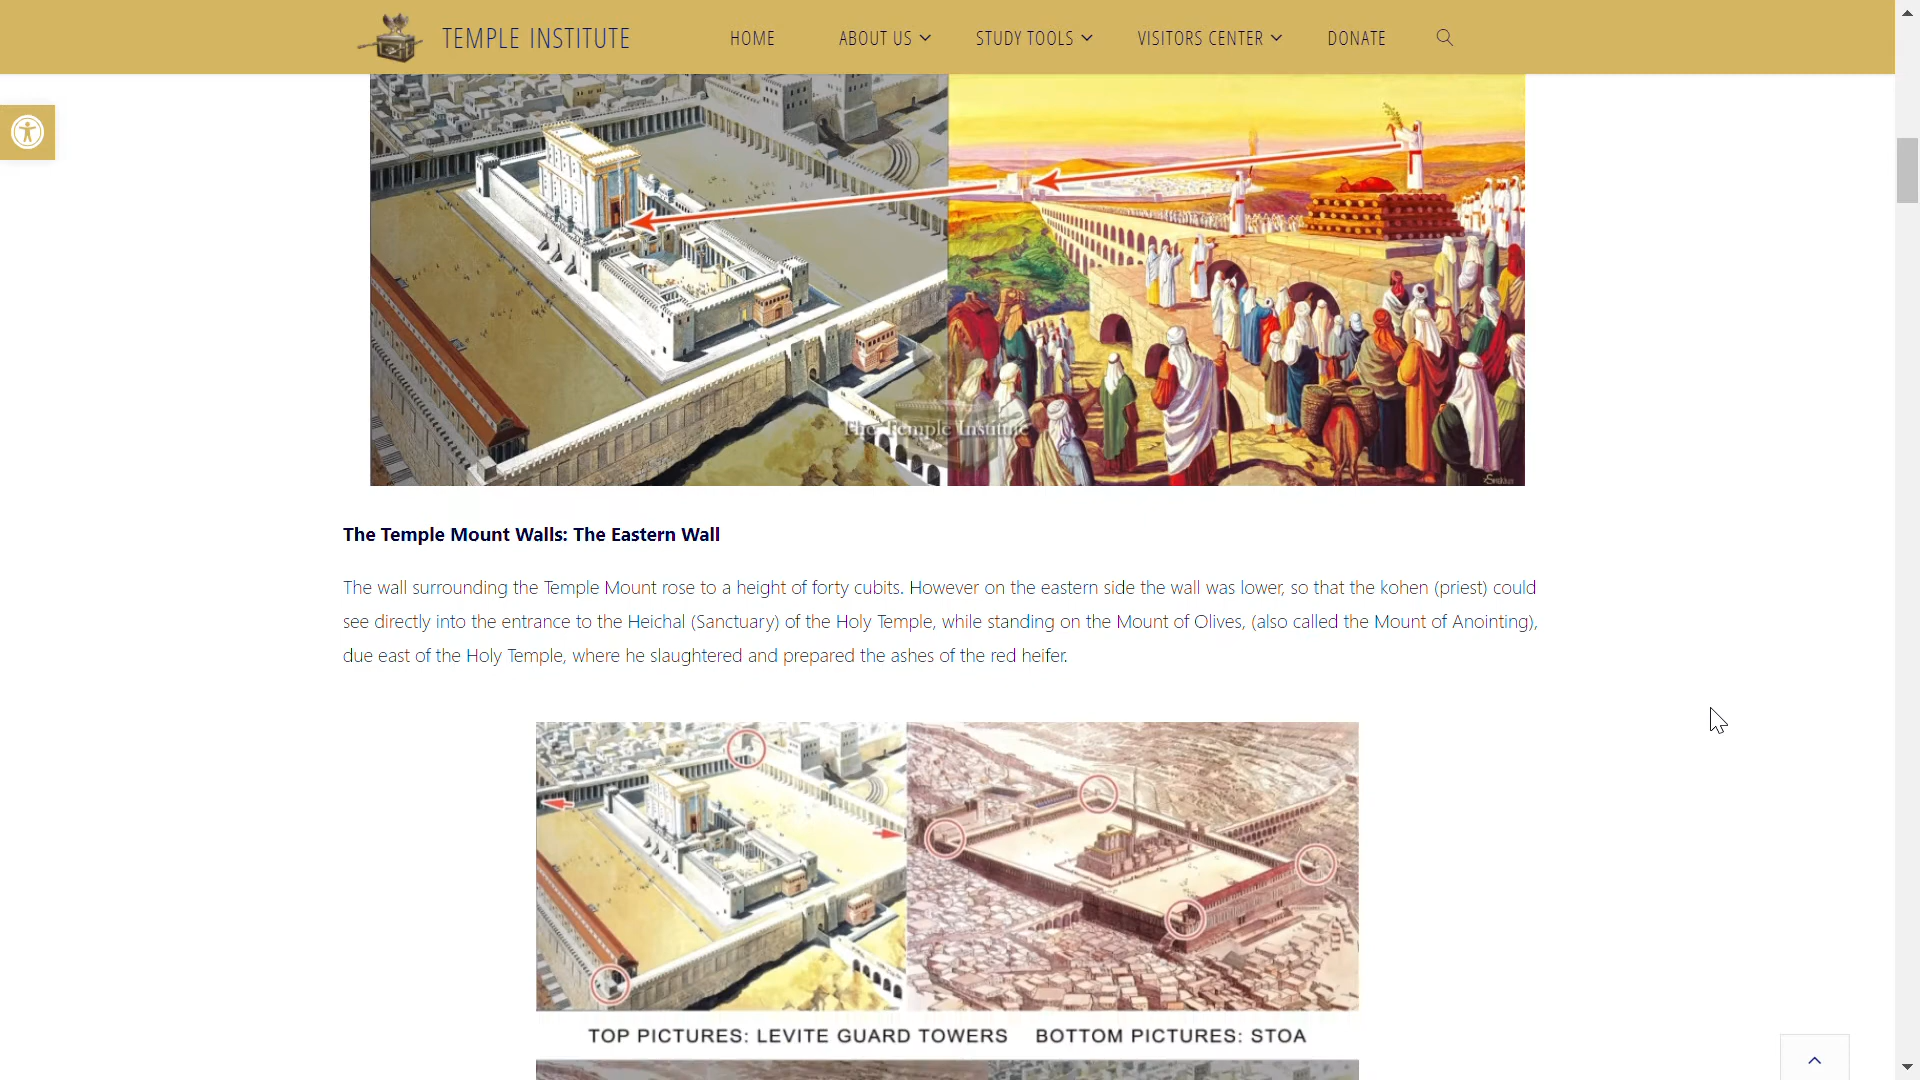 TEMPLE INSTITUTE
HOME
ABOUT US
STUDY TOOLS
VISITORS CENTER
DONATE
The Temple Institute
The Temple Mount Walls: The Eastern Wall
The wall surrounding the Temple Mount rose to a height of forty cubits. However on the eastern side the wall was lower, so that the kohen (priest) could
see directly into the entrance to the Heichal (Sanctuary) of the Holy Temple, while standing on the Mount of Olives, (also called the Mount of Anointing),
due east of the Holy Temple, where he slaughtered and prepared the ashes of the red heifer.
TOP PICTURES: LEVITE GUARD TOWERS BOTTOM PICTURES: STOA